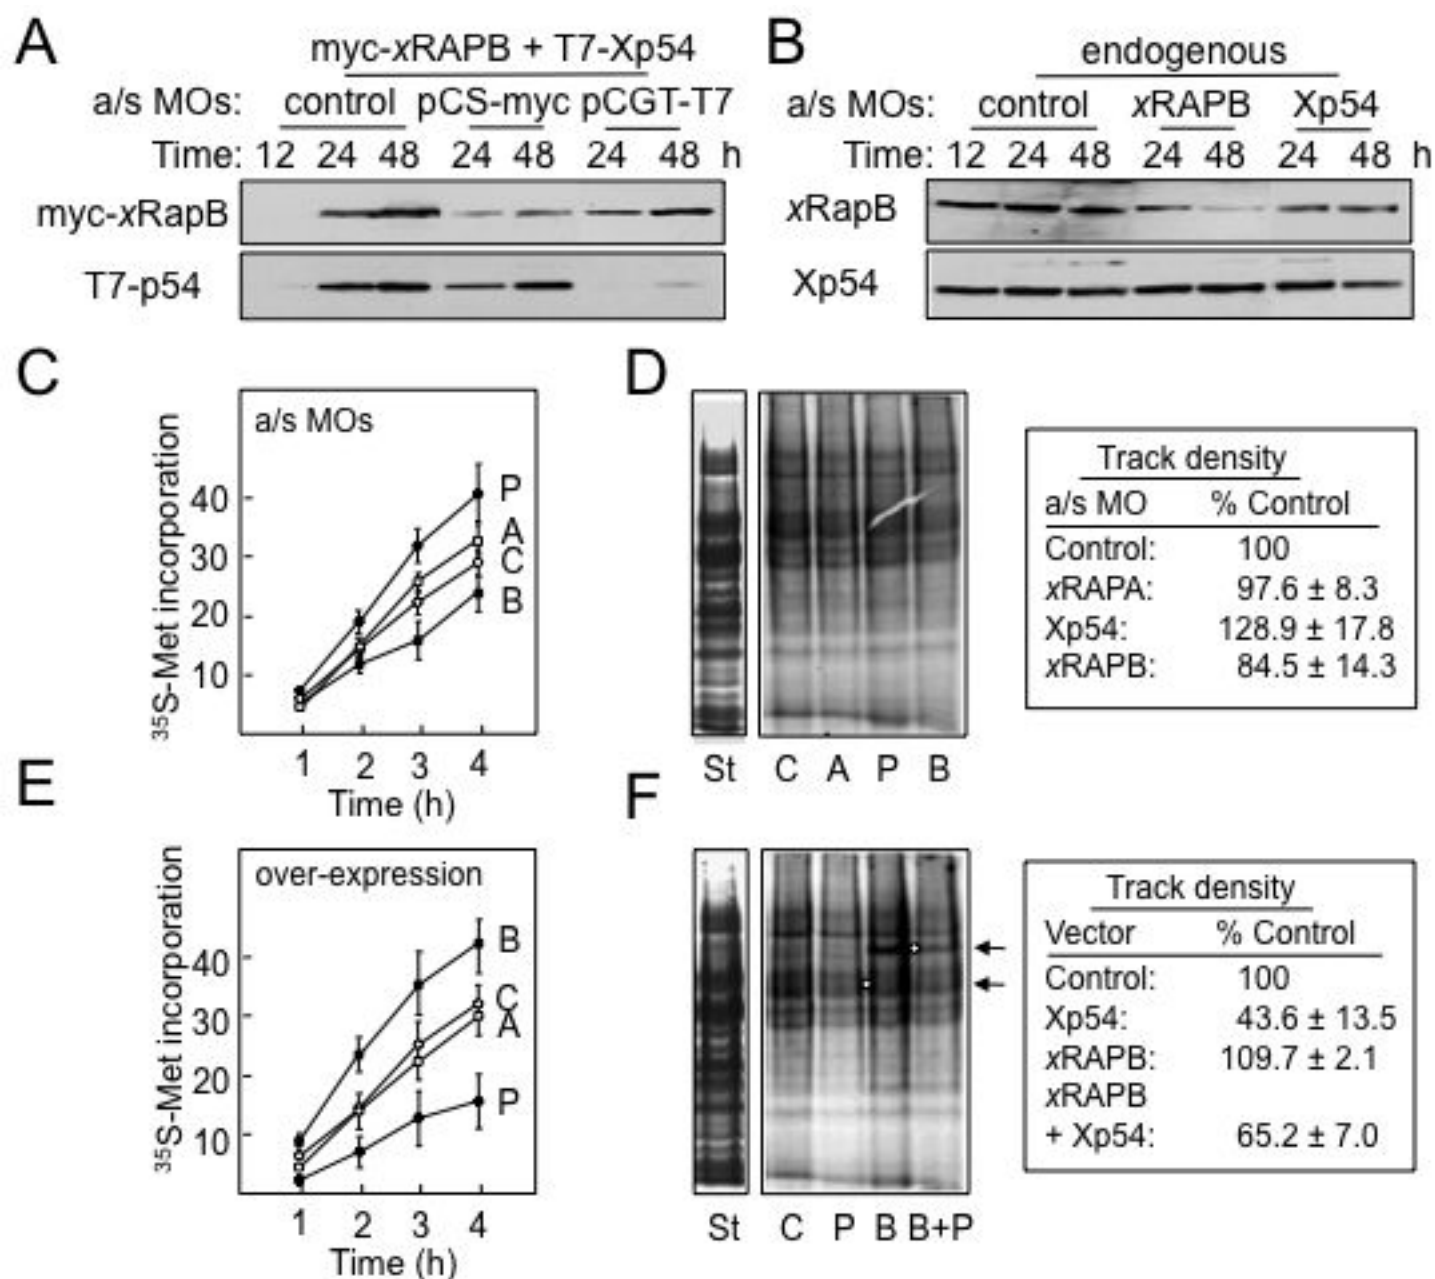 A
myc-xRAPB + T7-Xp54
a/s MOs: control pCS-myc pCGT-T7
Time: 12 24 48 24 48 24 48 h
myc-xRapB
T7-p54
B
endogenous
a/s MOs: control xRAPB Xp54
Time: 12 24 48 24 48 24 48 h
xRapB
Xp54
C
a/s MOs
³⁵S-Met incorporation
40
30
20
10
P
A
C
B
1 2 3 4
Time (h)
D
St C A P B
Track density
a/s MO % Control
Control: 100
xRAPA: 97.6 ± 8.3
Xp54: 128.9 ± 17.8
xRAPB: 84.5 ± 14.3
E
over-expression
³⁵S-Met incorporation
40
30
20
10
B
C
A
P
1 2 3 4
Time (h)
F
St C P B B+P
Track density
Vector % Control
Control: 100
Xp54: 43.6 ± 13.5
xRAPB: 109.7 ± 2.1
xRAPB
+ Xp54: 65.2 ± 7.0